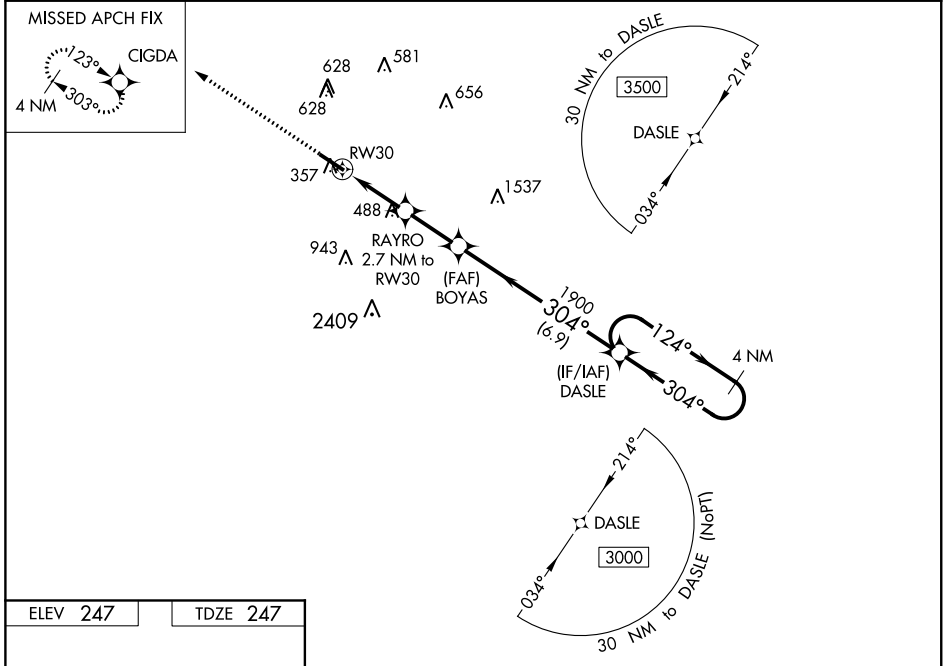 MISSED APCH FIX
CIGDA
123°
303°
4 NM
628
628
581
656
30 NM to DASLE
3500
214°
DASLE
034°
RW30
357
1537
488
RAYRO
2.7 NM to
RW30
943
(FAF)
BOYAS
2409
1900
304°
(6.9)
(IF/IAF)
DASLE
124°
4 NM
304°
214°
DASLE
3000
034°
30 NM to DASLE (NoPT)
ELEV 247
TDZE 247